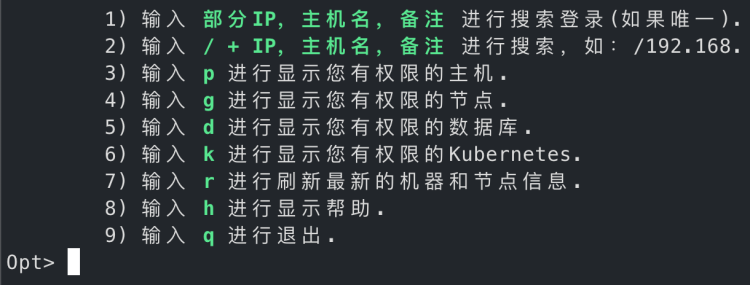 1) 输入 部分IP，主机名，备注 进行搜索登录(如果唯一).
2) 输入 / + IP，主机名，备注 进行搜索，如：/192.168.
3) 输入 p 进行显示您有权限的主机.
4) 输入 g 进行显示您有权限的节点.
5) 输入 d 进行显示您有权限的数据库.
6) 输入 k 进行显示您有权限的Kubernetes.
7) 输入 r 进行刷新最新的机器和节点信息.
8) 输入 h 进行显示帮助.
9) 输入 q 进行退出.
Opt>